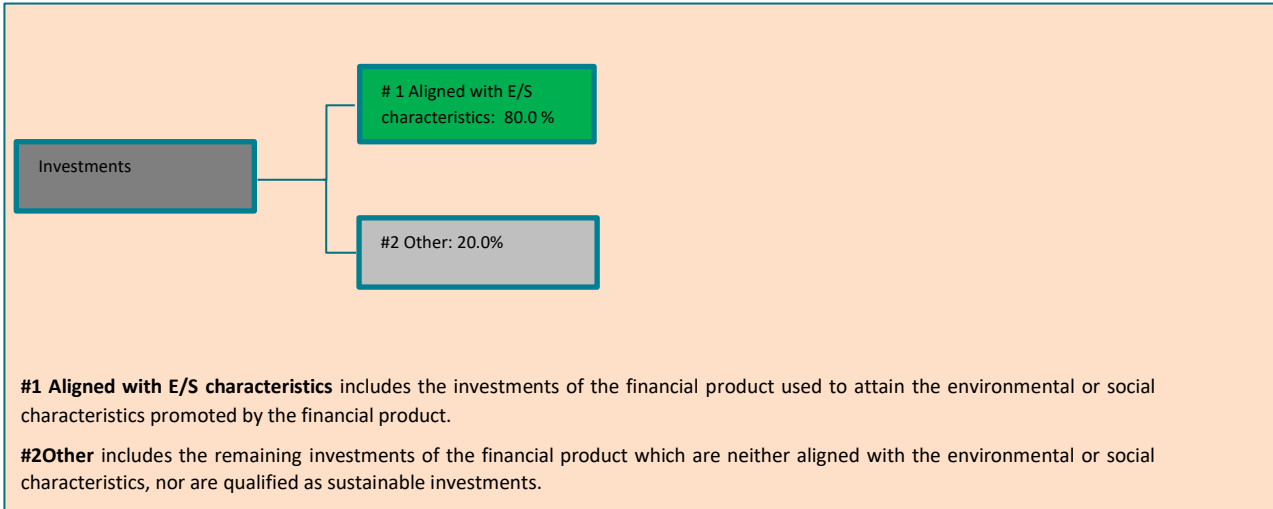 # 1 Aligned with E/S
characteristics:  80.0 %
Investments
#2 Other: 20.0%
#1 Aligned with E/S characteristics includes the investments of the financial product used to attain the environmental or social
characteristics promoted by the financial product.
#2Other includes the remaining investments of the financial product which are neither aligned with the environmental or social
characteristics, nor are qualified as sustainable investments.